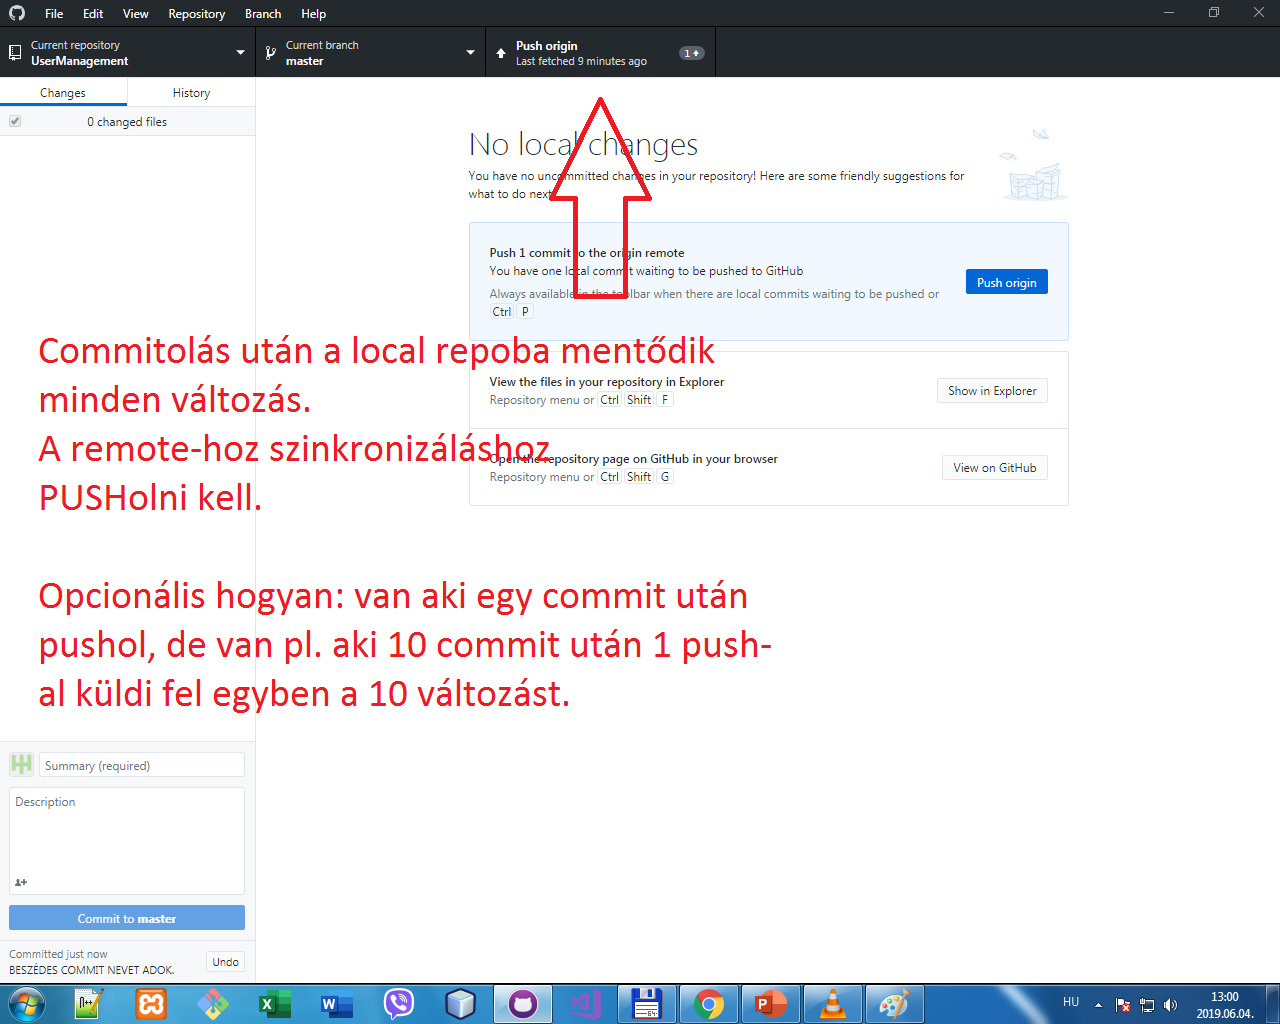 File Edit View Repository Branch Help
Current repository
UserManagement
Current branch
master
Push origin
Last fetched 9 minutes ago
1
Changes History
0 changed files
No local changes
You have no uncommitted changes in your repository! Here are some friendly suggestions for
what to do next
Push 1 commit to the origin remote
You have one local commit waiting to be pushed to GitHub
Always available in the toolbar when there are local commits waiting to be pushed or
Ctrl P
Push origin
Commitolás után a local repoba mentődik
minden változás.
A remote-hoz szinkronizáláshoz
PUSHolni kell.
View the files in your repository in Explorer
Repository menu or Ctrl Shift F
Show in Explorer
Open the repository page on GitHub in your browser
Repository menu or Ctrl Shift G
View on GitHub
Opcionális hogyan: van aki egy commit után
pushol, de van pl. aki 10 commit után 1 push-
al küldi fel egyben a 10 változást.
Summary (required)
Description
Commit to master
Committed just now
BESZÉDES COMMIT NEVET ADOK.
Undo
HU
13:00
2019.06.04.